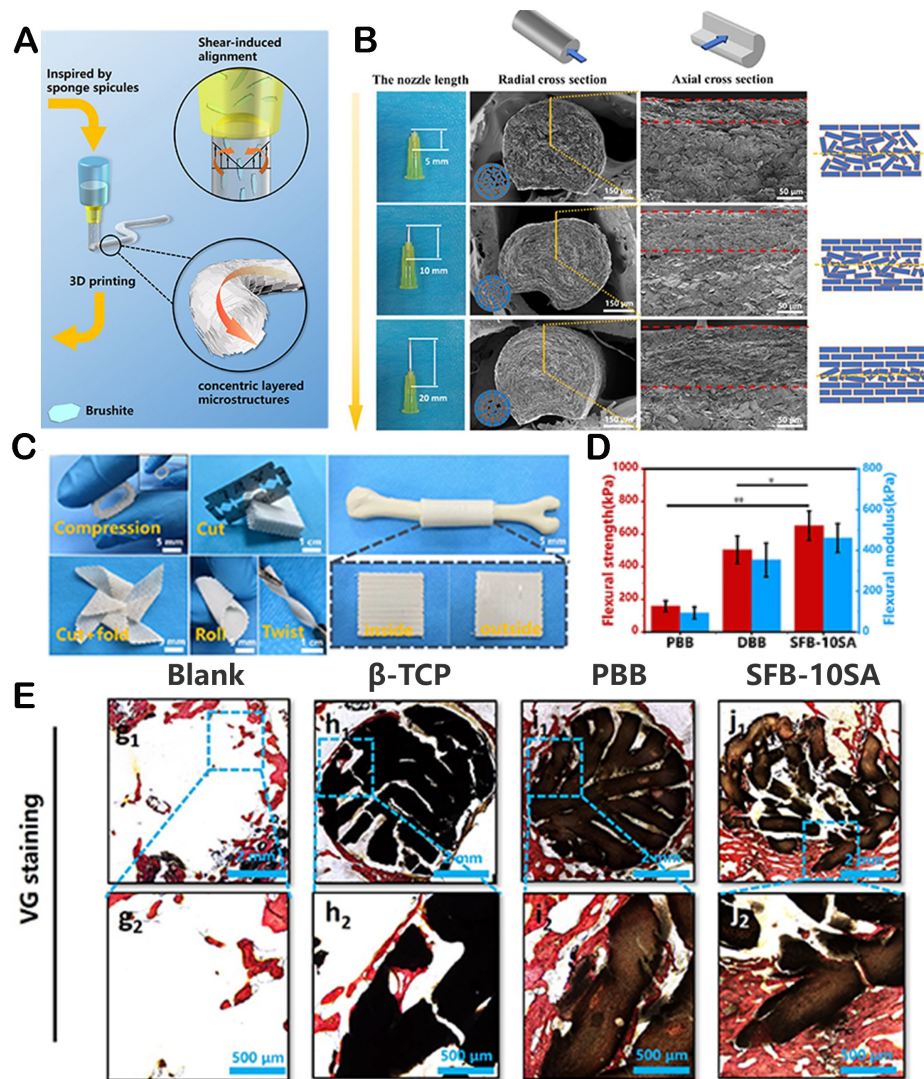 A
Inspired by
sponge spicules
Shear-induced
alignment
3D printing
concentric layered
microstructures
Brushite
B
The nozzle length
Radial cross section
Axial cross section
5 mm
150 μm
50 μm
10 mm
150 μm
50 μm
20 mm
150 μm
50 μm
C
Compression
5 mm
Cut
1 cm
5 mm
Cut+fold
5 mm
Roll
5 mm
Twist
1 cm
inside
outside
D
Flexural strength(kPa)
1000
800
600
400
200
0
**
*
PBB
DBB
SFB-10SA
800
600
400
200
0
Flexural modulus(kPa)
E
Blank
β-TCP
PBB
SFB-10SA
VG staining
g1
2 mm
h1
2 mm
i1
2 mm
j1
2 mm
g2
500 μm
h2
500 μm
i2
500 μm
j2
500 μm